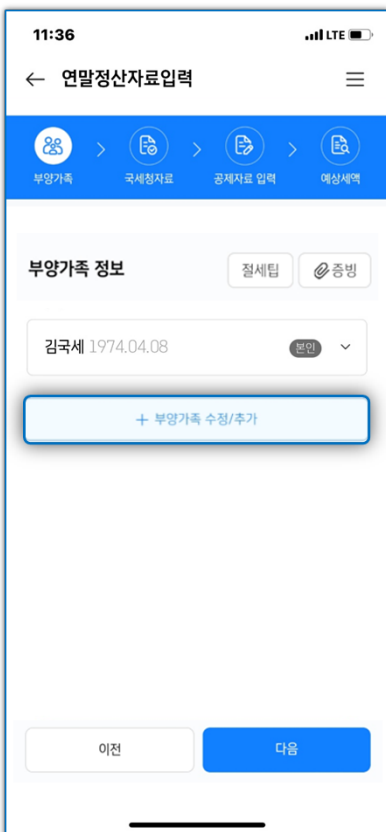 11:36 LTE
← 연말정산자료입력
부양가족 > 국세청자료 > 공제자료 입력 > 예상세액
부양가족 정보 절세팁 증빙
김국세 1974.04.08 본인
+ 부양가족 수정/추가
이전 다음